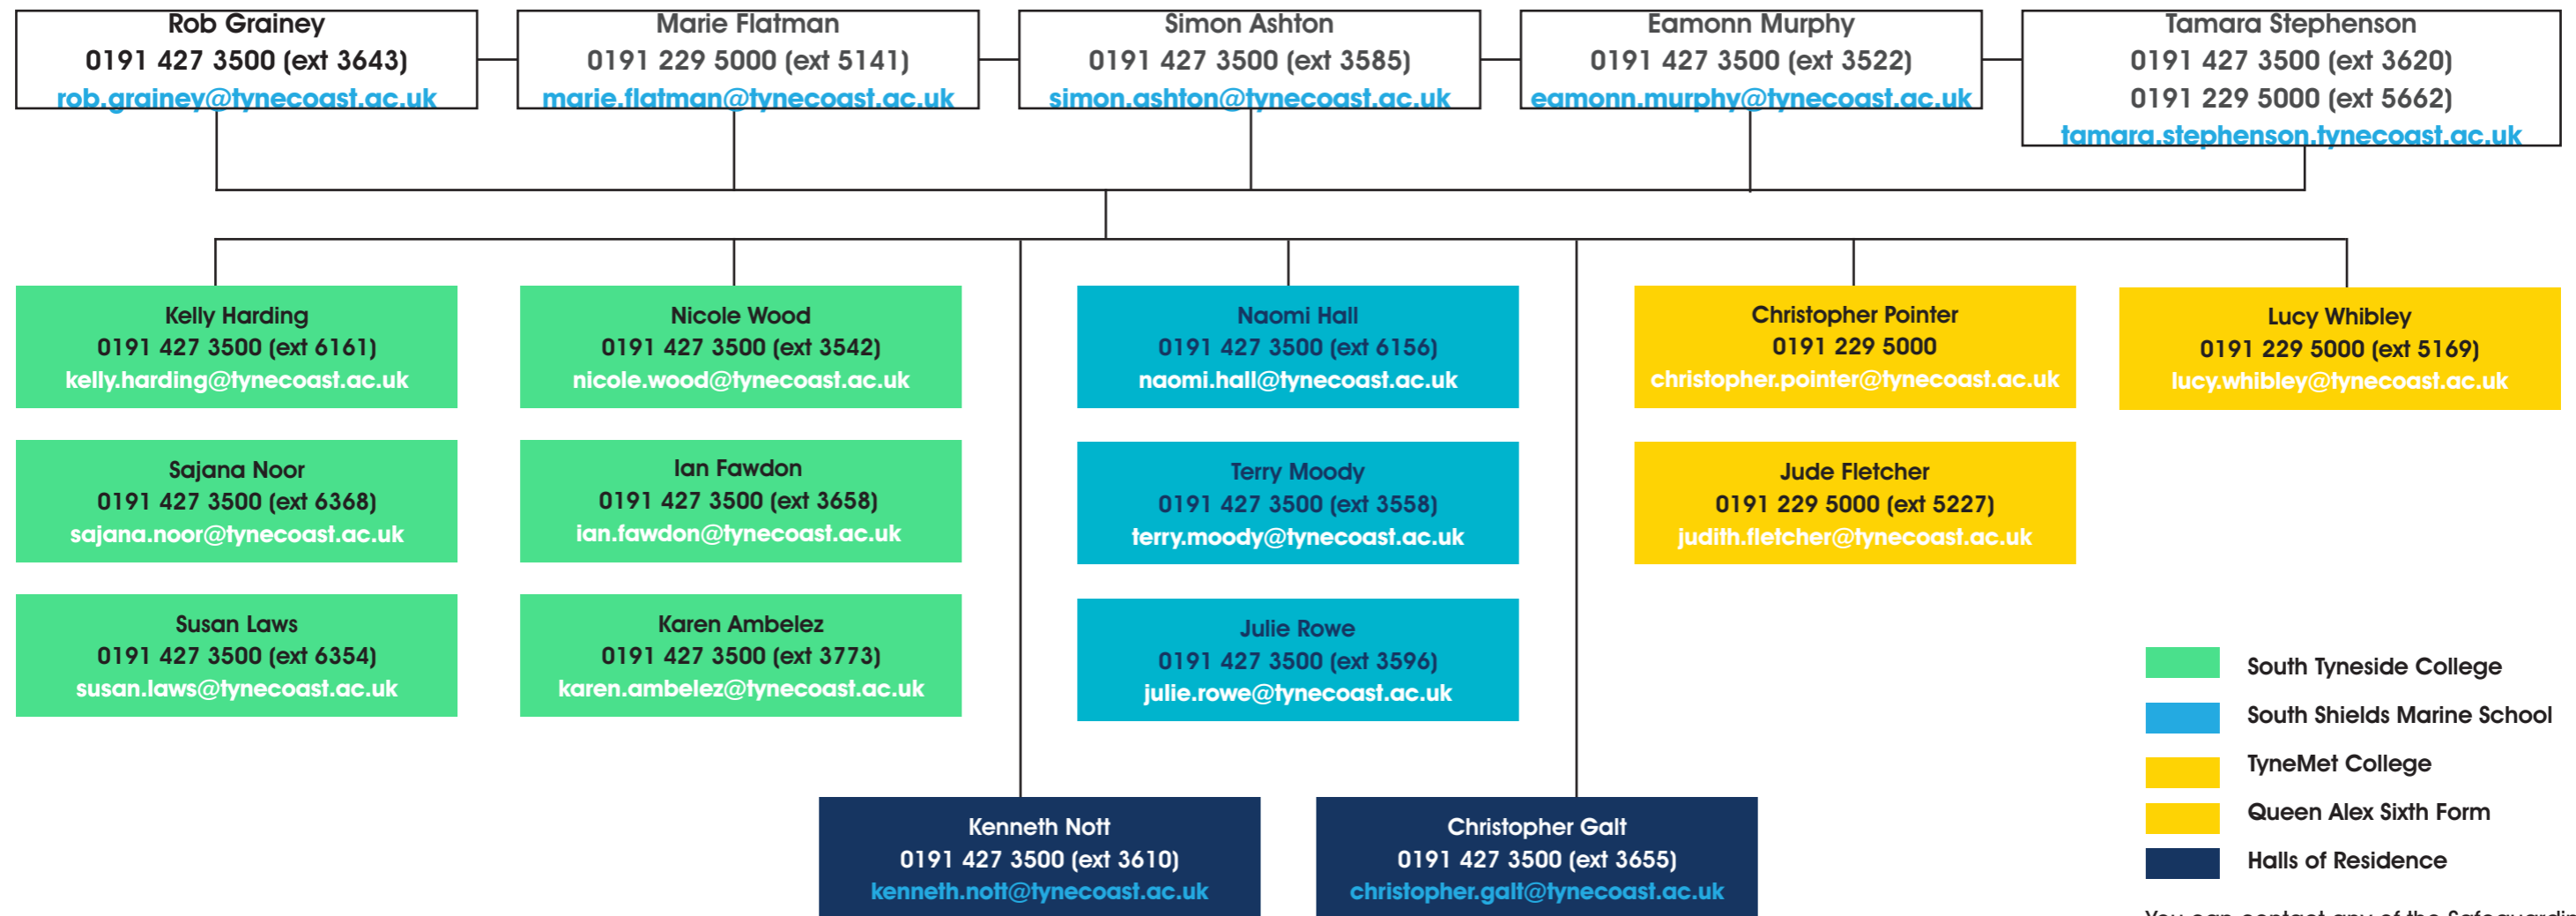 Rob Grainey
0191 427 3500 (ext 3643)
rob.grainey@tynecoast.ac.uk
Marie Flatman
0191 229 5000 (ext 5141)
marie.flatman@tynecoast.ac.uk
Simon Ashton
0191 427 3500 (ext 3585)
simon.ashton@tynecoast.ac.uk
Eamonn Murphy
0191 427 3500 (ext 3522)
eamonn.murphy@tynecoast.ac.uk
Tamara Stephenson
0191 427 3500 (ext 3620)
0191 229 5000 (ext 5662)
tamara.stephenson.tynecoast.ac.uk
Kelly Harding
0191 427 3500 (ext 6161)
kelly.harding@tynecoast.ac.uk
Nicole Wood
0191 427 3500 (ext 3542)
nicole.wood@tynecoast.ac.uk
Naomi Hall
0191 427 3500 (ext 6156)
naomi.hall@tynecoast.ac.uk
Christopher Pointer
0191 229 5000
christopher.pointer@tynecoast.ac.uk
Lucy Whibley
0191 229 5000 (ext 5169)
lucy.whibley@tynecoast.ac.uk
Sajana Noor
0191 427 3500 (ext 6368)
sajana.noor@tynecoast.ac.uk
Ian Fawdon
0191 427 3500 (ext 3658)
ian.fawdon@tynecoast.ac.uk
Terry Moody
0191 427 3500 (ext 3558)
terry.moody@tynecoast.ac.uk
Jude Fletcher
0191 229 5000 (ext 5227)
judith.fletcher@tynecoast.ac.uk
Susan Laws
0191 427 3500 (ext 6354)
susan.laws@tynecoast.ac.uk
Karen Ambelez
0191 427 3500 (ext 3773)
karen.ambelez@tynecoast.ac.uk
Julie Rowe
0191 427 3500 (ext 3596)
julie.rowe@tynecoast.ac.uk
Kenneth Nott
0191 427 3500 (ext 3610)
kenneth.nott@tynecoast.ac.uk
Christopher Galt
0191 427 3500 (ext 3655)
christopher.galt@tynecoast.ac.uk
South Tyneside College
South Shields Marine School
TyneMet College
Queen Alex Sixth Form
Halls of Residence
You can contact any of the Safeguardin